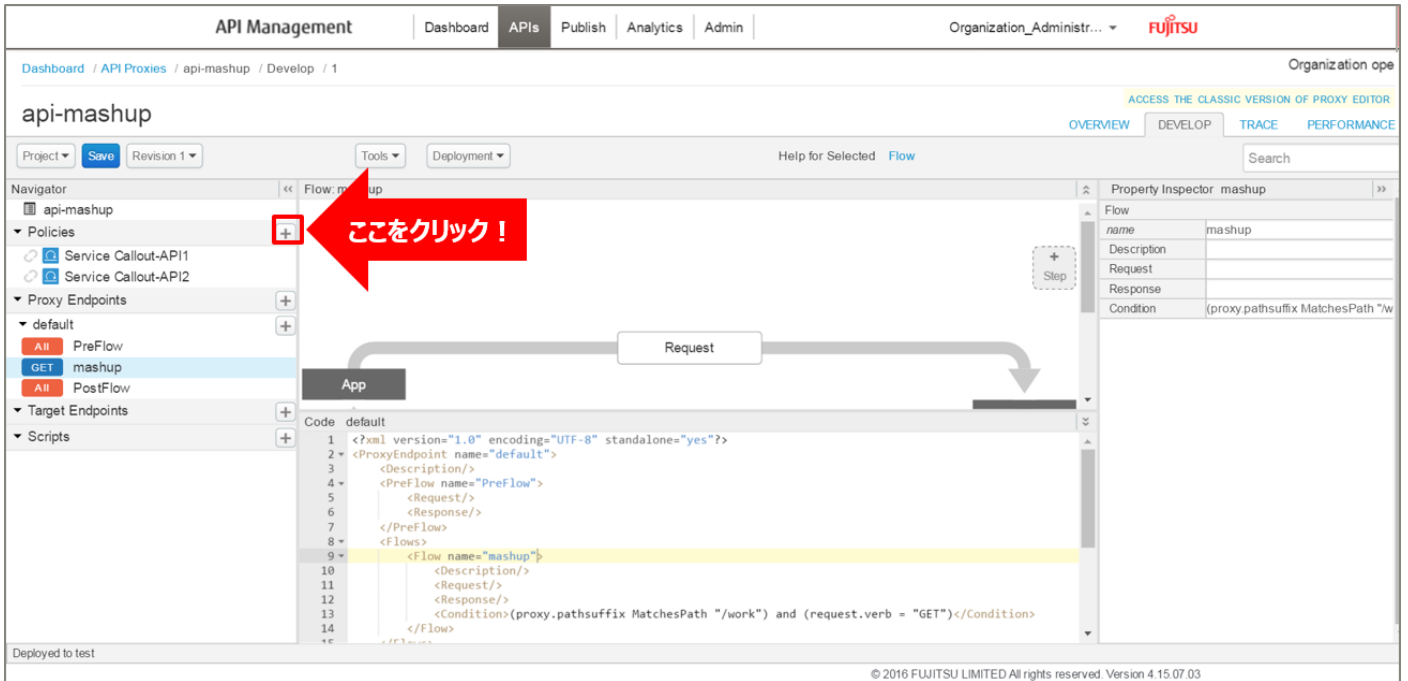 API Management Dashboard APIs Publish Analytics Admin Organization_Administr... FUJITSU
Dashboard / API Proxies / api-mashup / Develop / 1
Organization ope
ACCESS THE CLASSIC VERSION OF PROXY EDITOR
api-mashup
OVERVIEW DEVELOP TRACE PERFORMANCE
Project Save Revision 1 Tools Deployment Help for Selected Flow Search
Navigator
api-mashup
Policies
Service Callout-API1
Service Callout-API2
Proxy Endpoints
default
All PreFlow
GET mashup
All PostFlow
Target Endpoints
Scripts
ここをクリック！
+
Step
Request
App
Property Inspector mashup
Flow
name mashup
Description
Request
Response
Condition (proxy.pathsuffix MatchesPath "/w
Code default
1 <?xml version="1.0" encoding="UTF-8" standalone="yes"?>
2 <ProxyEndpoint name="default">
3 <Description/>
4 <PreFlow name="PreFlow">
5 <Request/>
6 <Response/>
7 </PreFlow>
8 <Flows>
9 <Flow name="mashup">
10 <Description/>
11 <Request/>
12 <Response/>
13 <Condition>(proxy.pathsuffix MatchesPath "/work") and (request.verb = "GET")</Condition>
14 </Flow>
Deployed to test
© 2016 FUJITSU LIMITED All rights reserved. Version 4.15.07.03